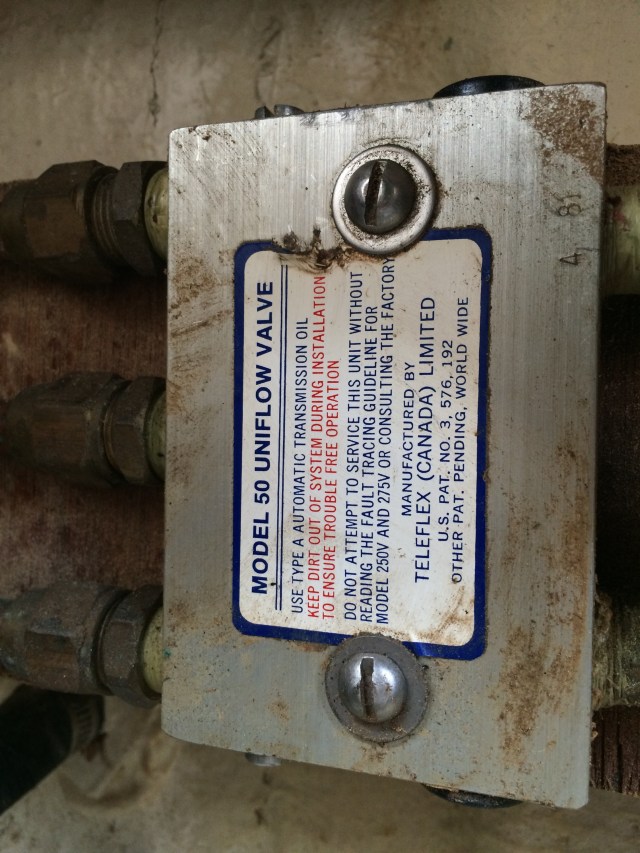 MODEL 50 UNIFLOW VALVE
USE TYPE A AUTOMATIC TRANSMISSION OIL
KEEP DIRT OUT OF SYSTEM DURING INSTALLATION
TO ENSURE TROUBLE FREE OPERATION
DO NOT ATTEMPT TO SERVICE THIS UNIT WITHOUT
READING THE FAULT TRACING GUIDELINE FOR
MODEL 250V AND 275V OR CONSULTING THE FACTORY
MANUFACTURED BY
TELEFLEX (CANADA) LIMITED
U.S. PAT. NO. 3, 576, 192
OTHER PAT. PENDING, WORLD WIDE
4 81